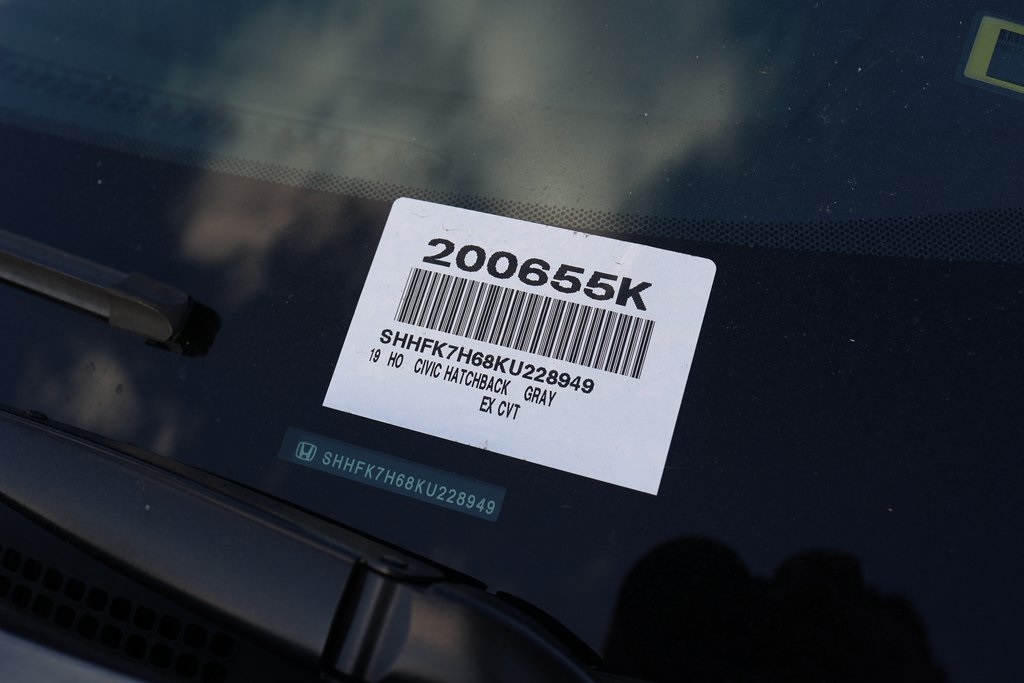 200655K
SHHFK7H68KU228949
19 HO CIVIC HATCHBACK GRAY
EX CVT
SHHFK7H68KU228949